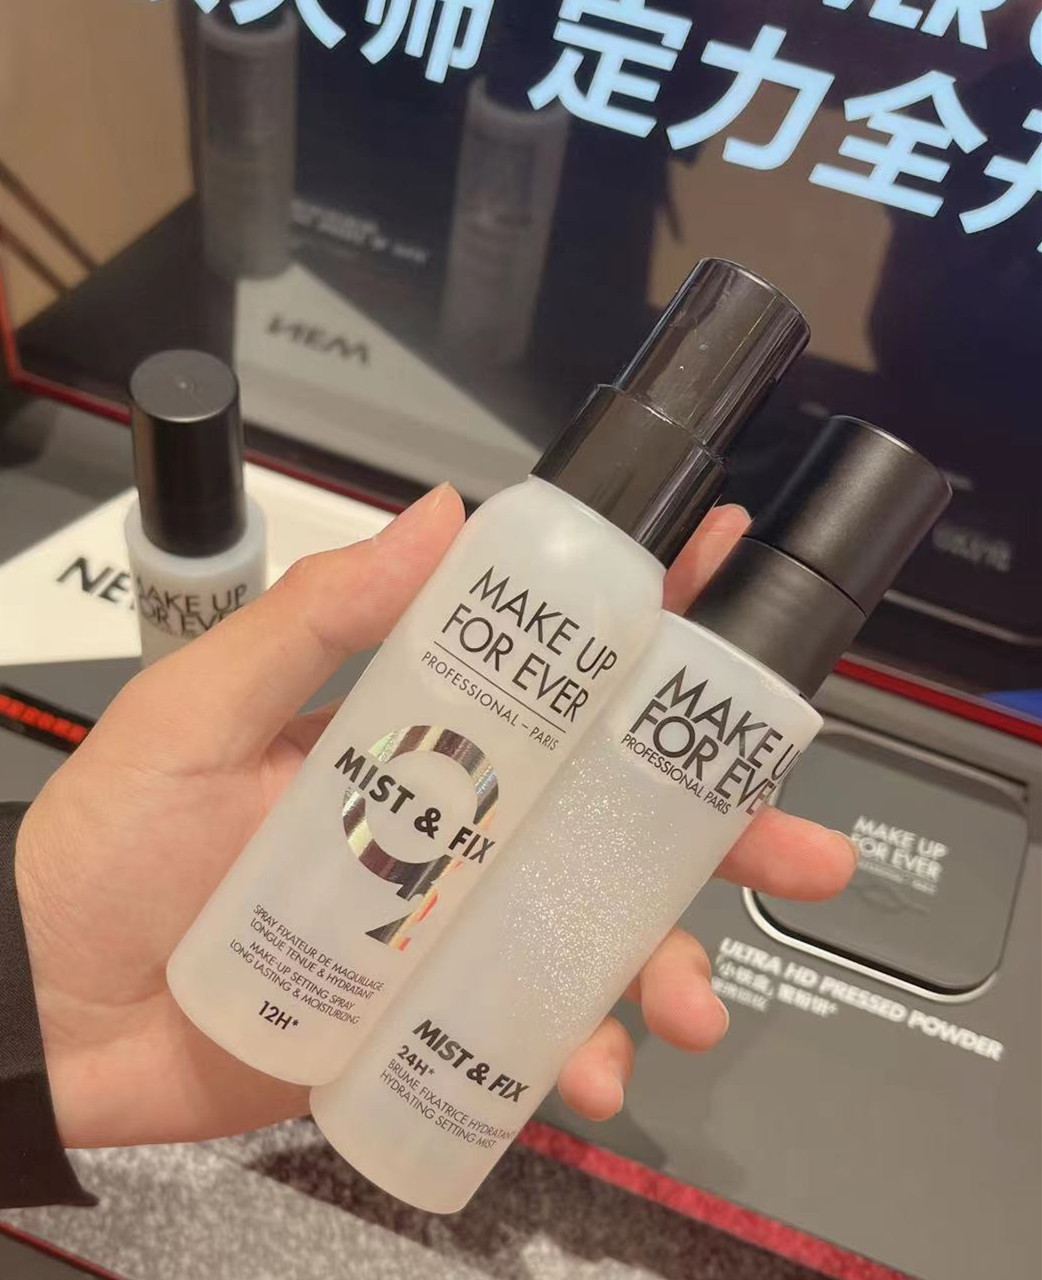 大师 定力全开
NEW
MAKE UP
FOR EVER
MAKE UP
FOR EVER
PROFESSIONAL – PARIS
MIST & FIX
SPRAY FIXATEUR DE MAQUILLAGE
LONGUE TENUE & HYDRATANT
MAKE-UP SETTING SPRAY
LONG LASTING & MOISTURIZING
12H*
MAKE UP
FOR EVER
PROFESSIONAL PARIS
MIST & FIX
24H*
BRUME FIXATRICE HYDRATANTE
HYDRATING SETTING MIST
MAKE UP
FOR EVER
ULTRA HD PRESSED POWDER